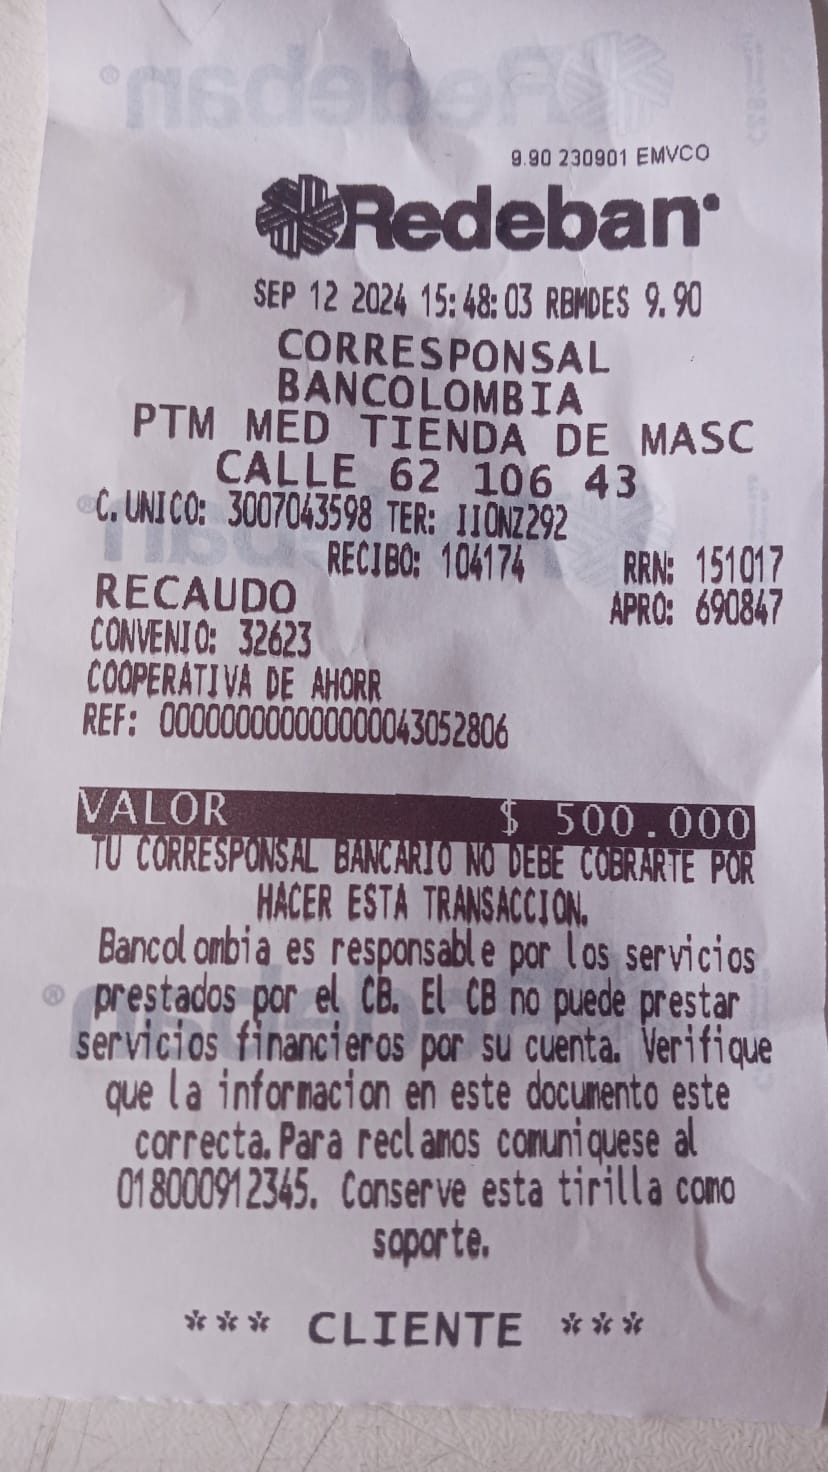 9.90 230901 EMVCO
Redeban
SEP 12 2024 15:48:03 RBMDES 9.90
CORRESPONSAL
BANCOLOMBIA
PTM MED TIENDA DE MASC
CALLE 62 106 43
C. UNICO: 3007043598 TER: IIONZ292
RECIBO: 104174 RRN: 151017
RECAUDO APRO: 690847
CONVENIO: 32623
COOPERATIVA DE AHORR
REF: 000000000000000043052806
VALOR $ 500.000
TU CORRESPONSAL BANCARIO NO DEBE COBRARTE POR
HACER ESTA TRANSACCION.
Bancolombia es responsable por los servicios
prestados por el CB. El CB no puede prestar
servicios financieros por su cuenta. Verifique
que la informacion en este documento este
correcta. Para reclamos comuniquese al
018000912345. Conserve esta tirilla como
soporte.
*** CLIENTE ***